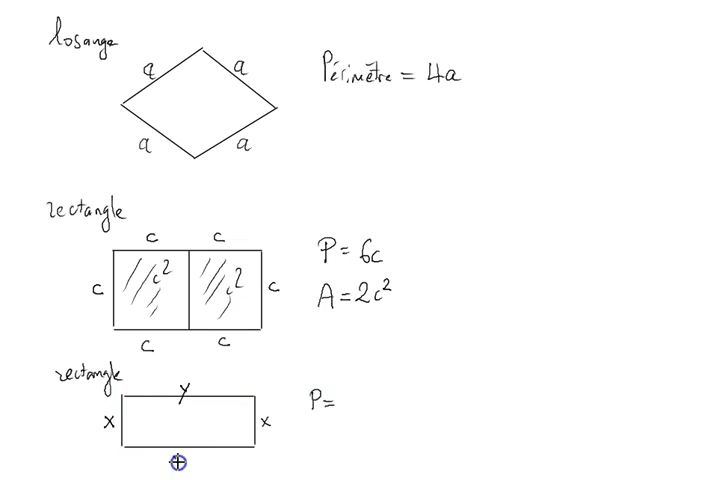 losange
a a
Périmètre = 4a
a a
rectangle
c c
P = 6c
c c² c² c
A = 2c²
c c
rectangle
y
x x
P=